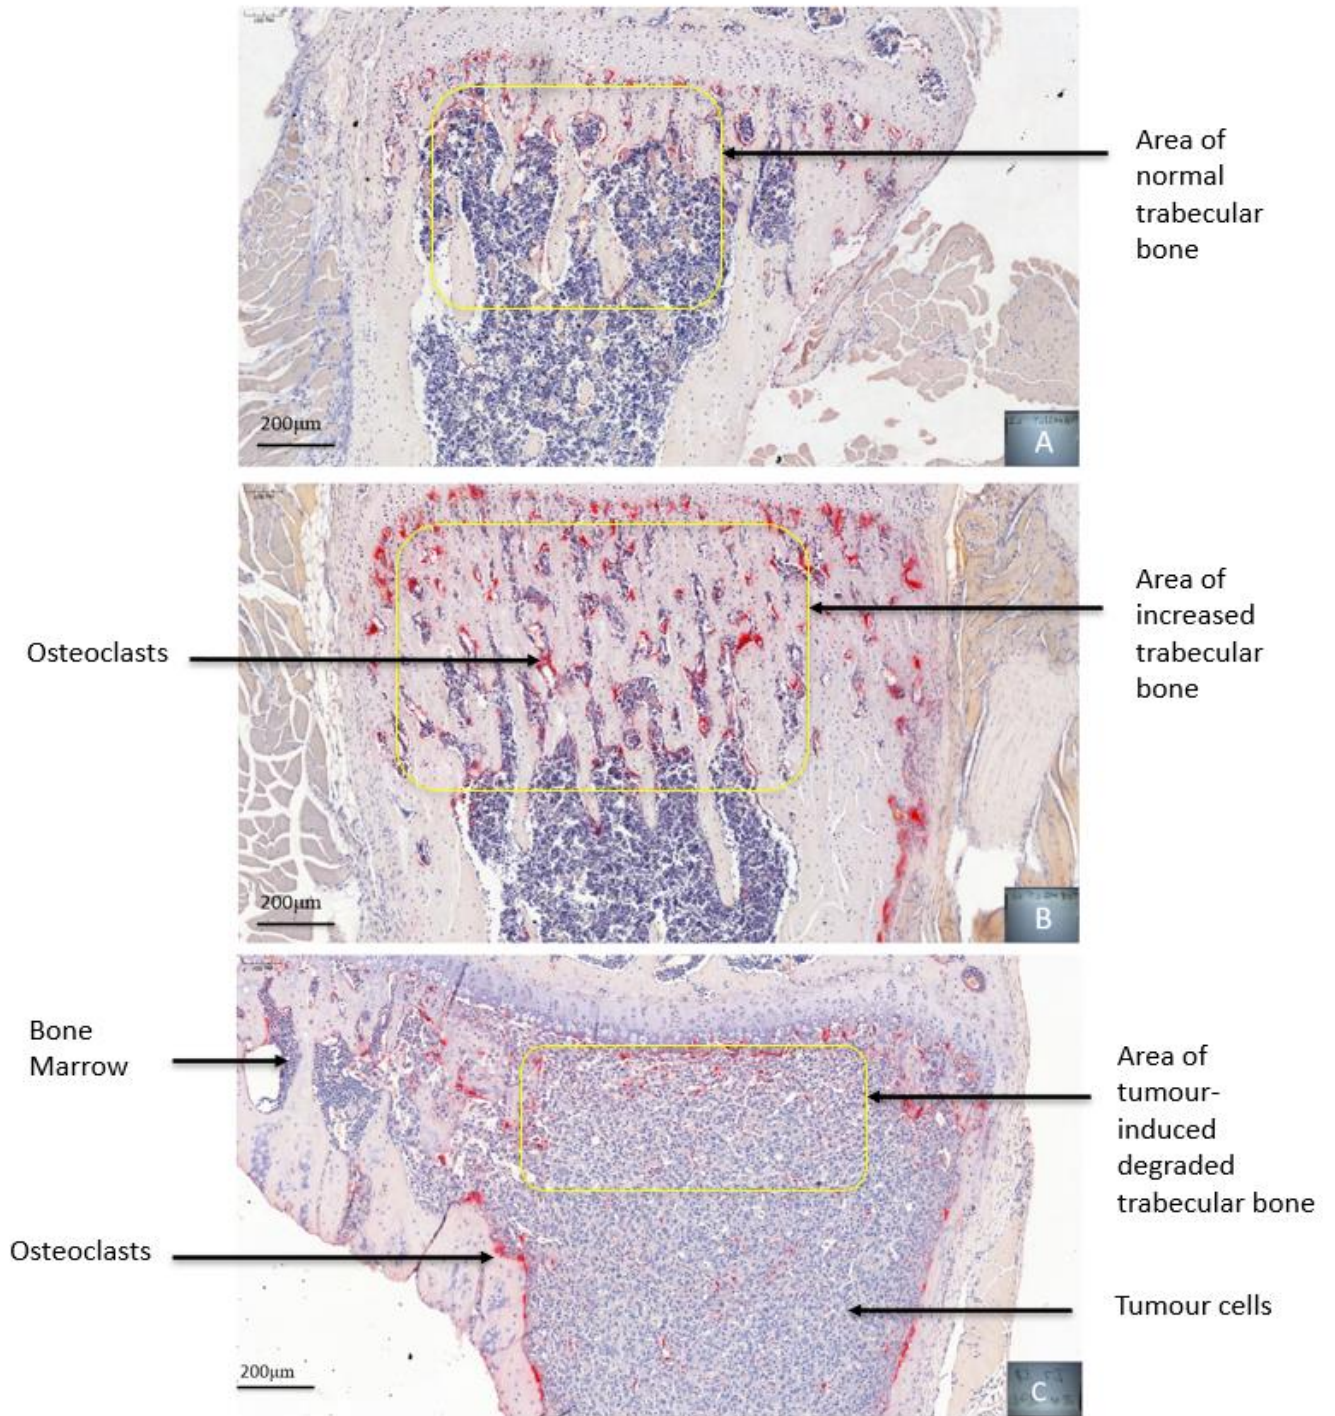 Area of
normal
trabecular
bone
200μm
A
Area of
increased
trabecular
bone
Osteoclasts
200μm
B
Bone
Marrow
Area of
tumour-
induced
degraded
trabecular bone
Osteoclasts
Tumour cells
200μm
C